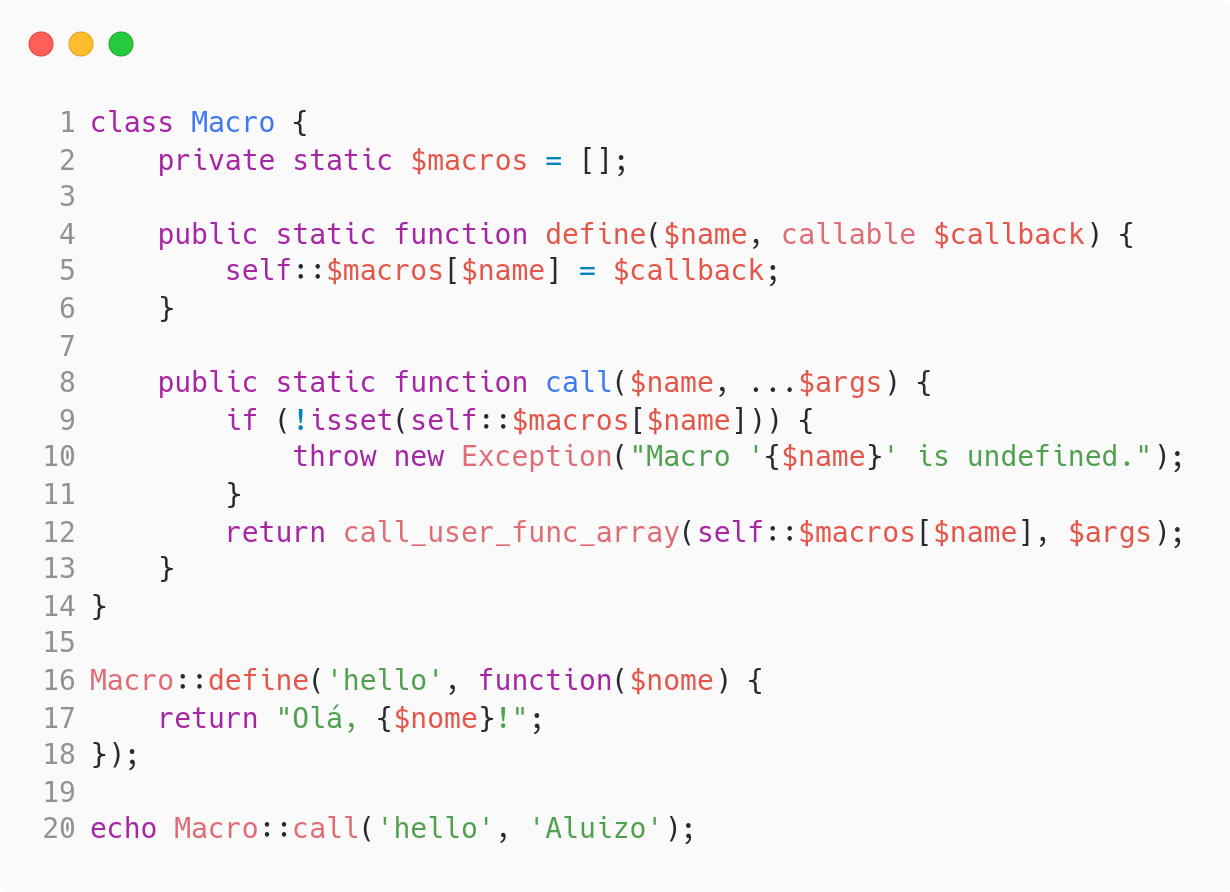 1 class Macro {
2     private static $macros = [];
3
4     public static function define($name, callable $callback) {
5         self::$macros[$name] = $callback;
6     }
7
8     public static function call($name, ...$args) {
9         if (!isset(self::$macros[$name])) {
10             throw new Exception("Macro '{$name}' is undefined.");
11         }
12         return call_user_func_array(self::$macros[$name], $args);
13     }
14 }
15
16 Macro::define('hello', function($nome) {
17     return "Olá, {$nome}!";
18 });
19
20 echo Macro::call('hello', 'Aluizo');